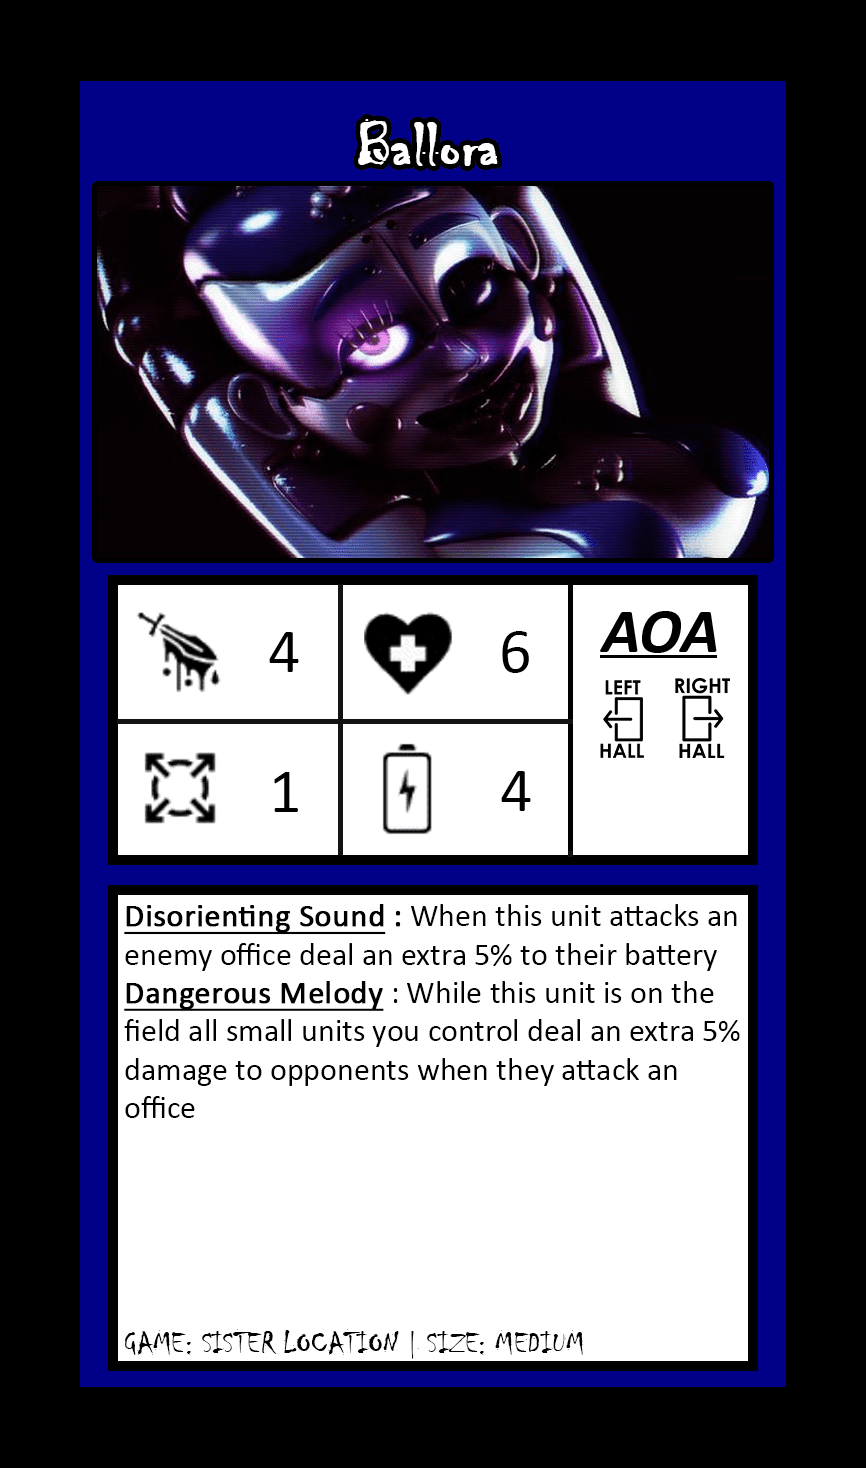 Ballora
4
6
AOA
LEFT RIGHT
HALL HALL
1
4
Disorienting Sound : When this unit attacks an
enemy office deal an extra 5% to their battery
Dangerous Melody : While this unit is on the
field all small units you control deal an extra 5%
damage to opponents when they attack an
office
GAME: SISTER LOCATION | SIZE: MEDIUM